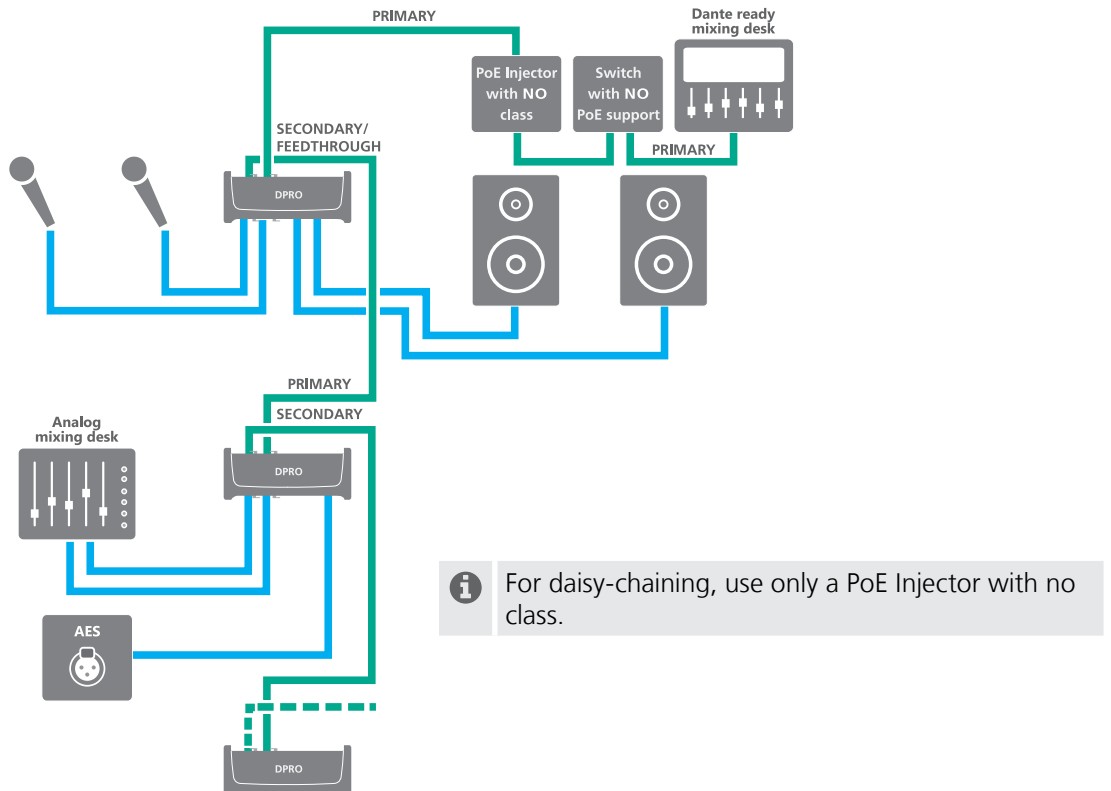 PRIMARY
Dante ready
mixing desk
PoE Injector
with NO
class
Switch
with NO
PoE support
SECONDARY/
FEEDTHROUGH
PRIMARY
DPRO
PRIMARY
SECONDARY
Analog
mixing desk
DPRO
For daisy-chaining, use only a PoE Injector with no
class.
AES
DPRO